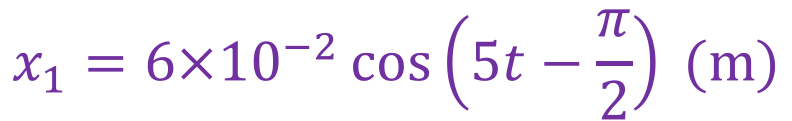 x₁ = 6×10⁻² cos(5t − π/2) (m)